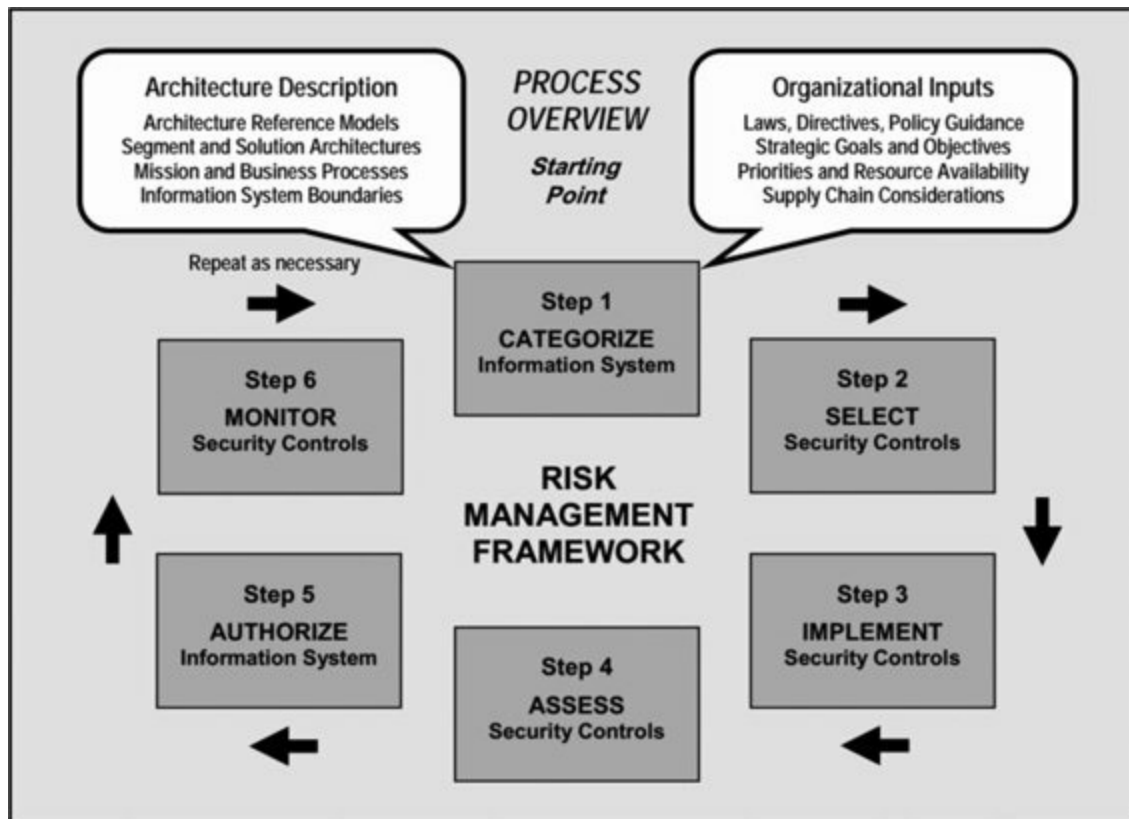 Architecture Description
Architecture Reference Models
Segment and Solution Architectures
Mission and Business Processes
Information System Boundaries
PROCESS
OVERVIEW
Starting
Point
Organizational Inputs
Laws, Directives, Policy Guidance
Strategic Goals and Objectives
Priorities and Resource Availability
Supply Chain Considerations
Repeat as necessary
Step 1
CATEGORIZE
Information System
Step 2
SELECT
Security Controls
Step 3
IMPLEMENT
Security Controls
Step 4
ASSESS
Security Controls
Step 5
AUTHORIZE
Information System
Step 6
MONITOR
Security Controls
RISK
MANAGEMENT
FRAMEWORK